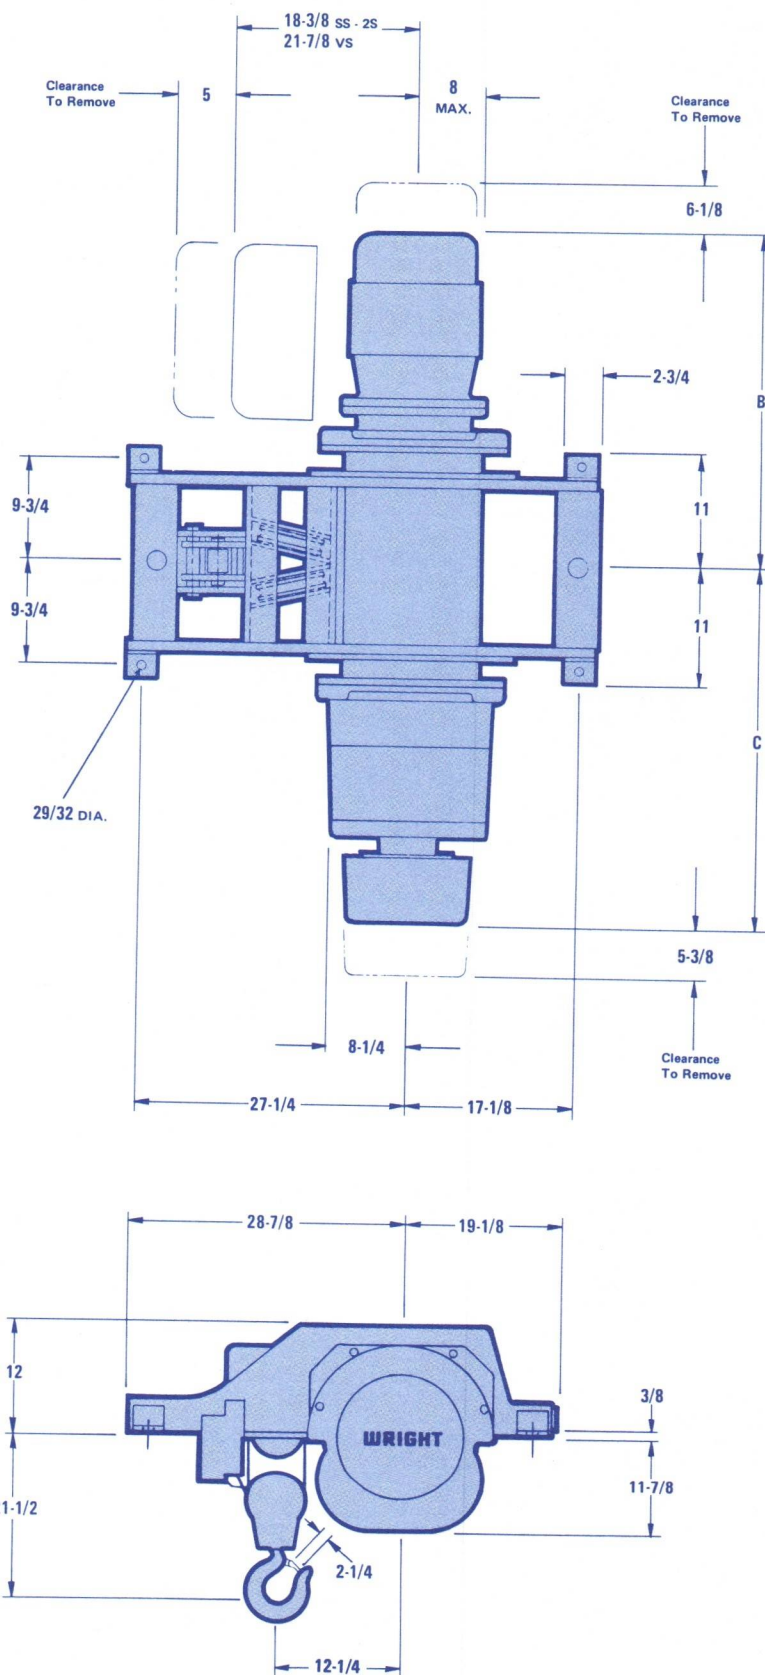 18-3/8 SS - 2S
21-7/8 VS
Clearance
To Remove
5
8
MAX.
Clearance
To Remove
6-1/8
2-3/4
B
9-3/4
11
9-3/4
11
C
29/32 DIA.
5-3/8
8-1/4
Clearance
To Remove
27-1/4
17-1/8
28-7/8
19-1/8
12
3/8
WRIGHT
11-7/8
1-1/2
2-1/4
12-1/4